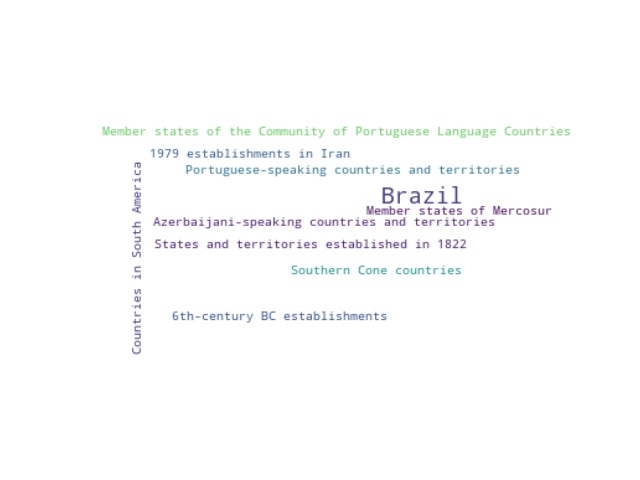 Member states of the Community of Portuguese Language Countries
1979 establishments in Iran
Portuguese-speaking countries and territories
Brazil
Member states of Mercosur
Azerbaijani-speaking countries and territories
States and territories established in 1822
Southern Cone countries
6th-century BC establishments
Countries in South America